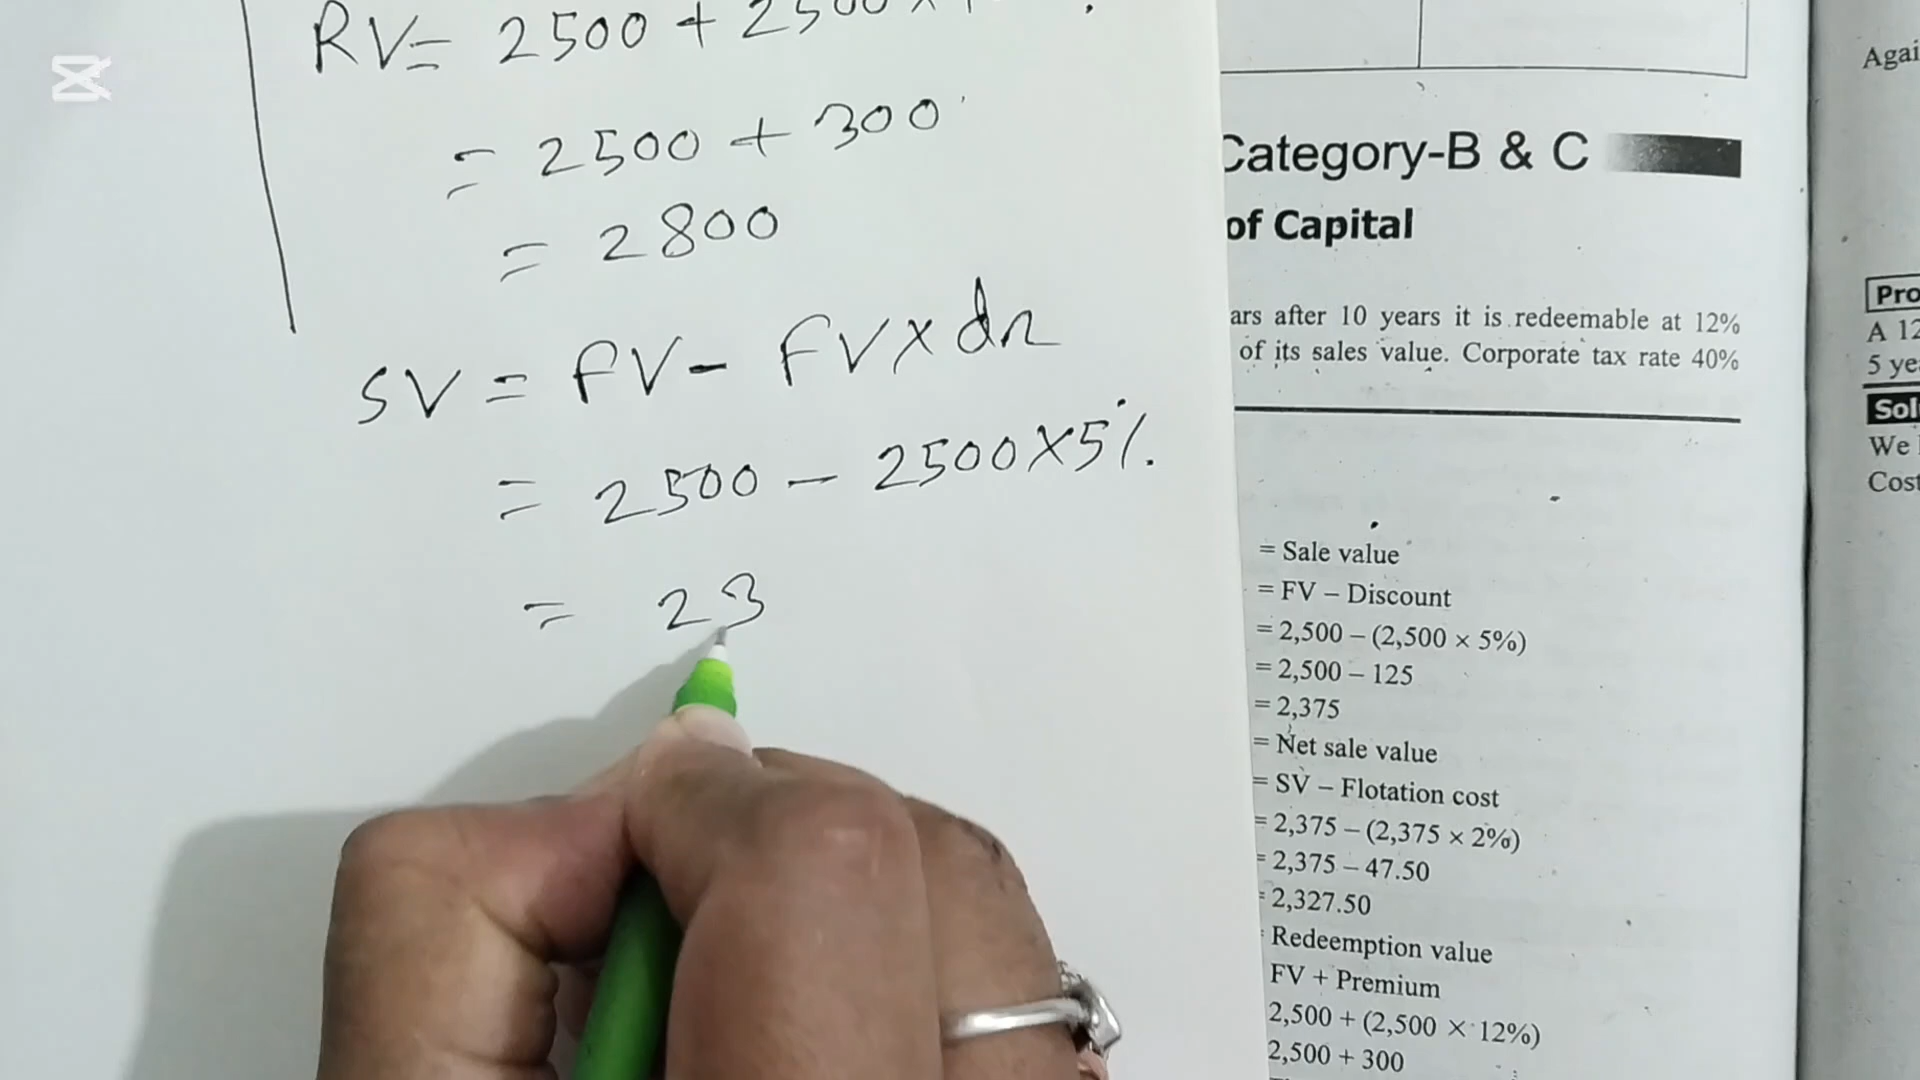 RV= 2500 + 2500 ×
= 2500 + 300
= 2800
SV = FV - FV X dr
= 2500 - 2500 X 5%.
= 23
Category-B & C
of Capital
ars after 10 years it is redeemable at 12%
of its sales value. Corporate tax rate 40%
= Sale value
= FV – Discount
= 2,500 – (2,500 × 5%)
= 2,500 – 125
= 2,375
= Net sale value
= SV – Flotation cost
= 2,375 – (2,375 × 2%)
= 2,375 – 47.50
= 2,327.50
Redemption value
FV + Premium
2,500 + (2,500 × 12%)
2,500 + 300
Agai
Pro
A 12
5 ye
Sol
We
Cost